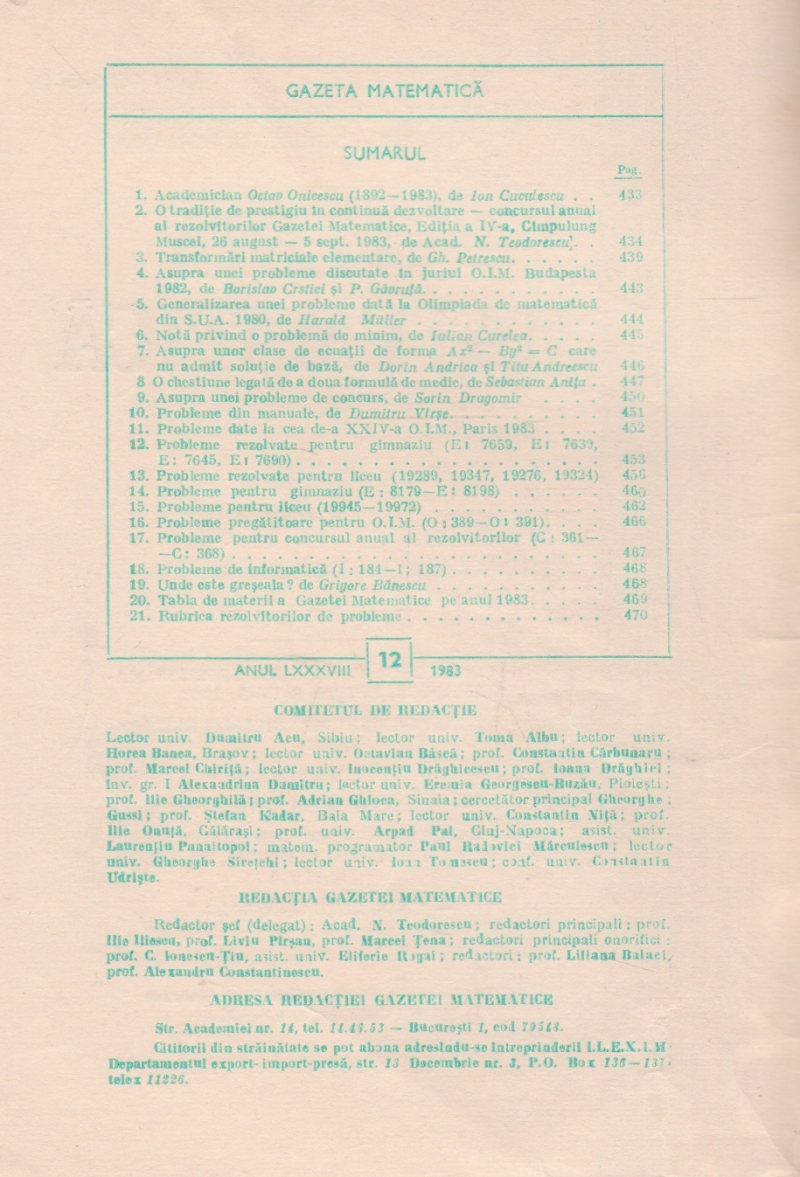 GAZETA MATEMATICĂ
SUMARUL
Pag.
1. Academician Octav Onicescu (1892—1983), de Ion Cuculescu . . 433
2. O tradiție de prestigiu în continuă dezvoltare — concursul anual
al rezolvitorilor Gazetei Matematice, Ediția a IV-a, Cîmpulung
Muscel, 26 august — 5 sept. 1983, de Acad. N. Teodorescu. . 434
3. Transformări matriciale elementare, de Gh. Petrescu. . . . . . 439
4. Asupra unei probleme discutate în juriul O.I.M. Budapesta
1982, de Borislav Crstici și P. Găvruță. . . . . . . . . . . 443
5. Generalizarea unei probleme dată la Olimpiada de matematică
din S.U.A. 1980, de Harald Müller . . . . . . . . . . . . . 444
6. Notă privind o problemă de minim, de Iulian Curelea. . . . . 445
7. Asupra unor clase de ecuații de forma Ax² — By² = C care
nu admit soluție de bază, de Dorin Andrica și Titu Andreescu 446
8 O chestiune legată de a doua formulă de medie, de Sebastian Anița . 447
9. Asupra unei probleme de concurs, de Sorin Dragomir . . . . 450
10. Probleme din manuale, de Dumitru Vîrșe. . . . . . . . . . 451
11. Probleme date la cea de-a XXIV-a O.I.M., Paris 1983 . . . . 452
12. Probleme rezolvate pentru gimnaziu (E: 7659, E: 7639,
E: 7645, E: 7690) . . . . . . . . . . . . . . . . . . . . 453
13. Probleme rezolvate pentru liceu (19289, 19347, 19276, 19324) 456
14. Probleme pentru gimnaziu (E : 8179—E : 8198) . . . . . . 460
15. Probleme pentru liceu (19945—19972) . . . . . . . . . . . 462
16. Probleme pregătitoare pentru O.I.M. (O : 389—O : 391). . . . 466
17. Probleme pentru concursul anual al rezolvitorilor (C : 361—
—C: 368) . . . . . . . . . . . . . . . . . . . . . . . . 467
18. Probleme de informatică (I : 184—I ; 187) . . . . . . . . . . 468
19. Unde este greșeala ? de Grigore Bănescu . . . . . . . . . . . 468
20. Tabla de materii a Gazetei Matematice pe anul 1983. . . . . 469
21. Rubrica rezolvitorilor de probleme . . . . . . . . . . . . . . 470
ANUL LXXXVIII 12 1983
COMITETUL DE REDACȚIE
Lector univ. Dumitru Acu, Sibiu; lector univ. Toma Albu; lector univ.
Horea Banea, Brașov; lector univ. Octavian Bâscă; prof. Constantin Cărbunaru ;
prof. Marcel Chiriță; lector univ. Inocențiu Drăghicescu; prof. Ioana Drăghici ;
inv. gr. I Alexandrina Dumitru; lector univ. Eremia Georgescu-Buzău, Ploiești ;
prof. Ilie Gheorghilă; prof. Adrian Ghioca, Sinaia; cercetător principal Gheorghe
Gussi; prof. Ștefan Kadar, Baia Mare; lector univ. Constantin Niță; prof.
Ilie Onuță, Călărași; prof. univ. Arpad Pal, Cluj-Napoca; asist. univ.
Laurențiu Panaitopol; matem. programator Paul Radovici Mărculescu; lector
univ. Gheorghe Sirețchi; lector univ. Ioan Tomescu; conf. univ. Constantin
Udriște.
REDACȚIA GAZETEI MATEMATICE
Redactor șef (delegat) : Acad. N. Teodorescu; redactori principali : prof.
Ilie Iliescu, prof. Liviu Pîrșan, prof. Marcel Țena; redactori principali onorifici :
prof. C. Ionescu-Țiu, asist. univ. Eliferie Rogai; redactori : prof. Liliana Balaci,
prof. Alexandru Constantinescu.
ADRESA REDACȚIEI GAZETEI MATEMATICE
Str. Academiei nr. 14, tel. 14.46.53 — București 1, cod 79548.
Cititorii din străinătate se pot abona adresîndu-se întreprinderii I.L.E.X.I.M
Departamentul export-import-presă, str. 13 Decembrie nr. 3, P.O. Box 136—137
telex 11226.